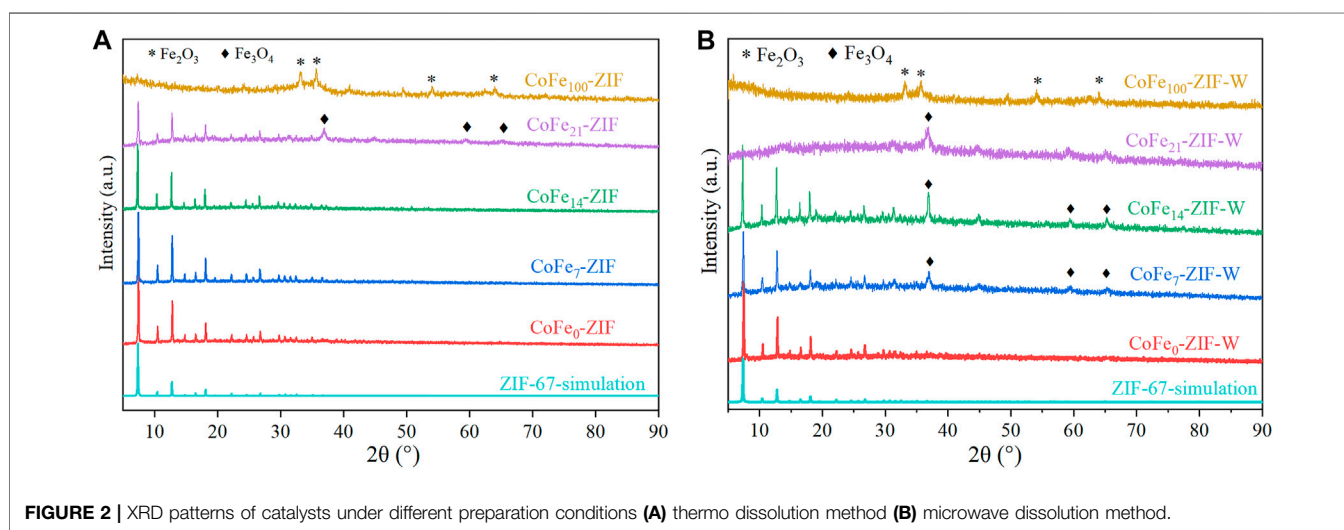 A
* Fe₂O₃ ♦ Fe₃O₄
* * * *
CoFe₁₀₀-ZIF
CoFe₂₁-ZIF
♦ ♦ ♦
CoFe₁₄-ZIF
CoFe₇-ZIF
CoFe₀-ZIF
ZIF-67-simulation
Intensity (a.u.)
10 20 30 40 50 60 70 80 90
2θ (°)
B
* Fe₂O₃ ♦ Fe₃O₄
* * * *
CoFe₁₀₀-ZIF-W
♦
CoFe₂₁-ZIF-W
♦ ♦ ♦
CoFe₁₄-ZIF-W
♦ ♦ ♦
CoFe₇-ZIF-W
CoFe₀-ZIF-W
ZIF-67-simulation
Intensity (a.u.)
10 20 30 40 50 60 70 80 90
2θ (°)
FIGURE 2 | XRD patterns of catalysts under different preparation conditions (A) thermo dissolution method (B) microwave dissolution method.